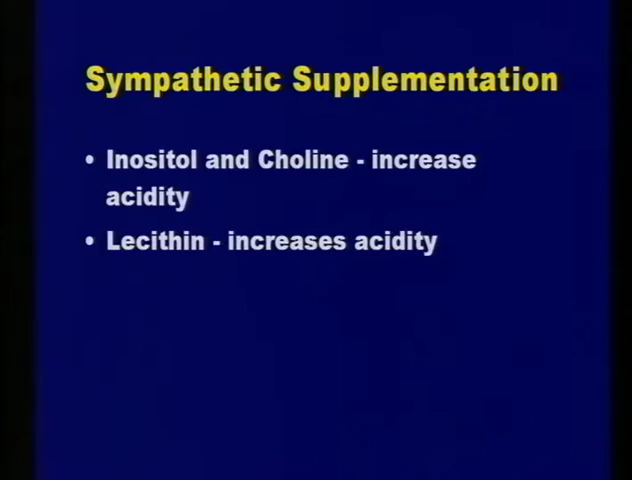 Sympathetic Supplementation
• Inositol and Choline - increase
acidity
• Lecithin - increases acidity